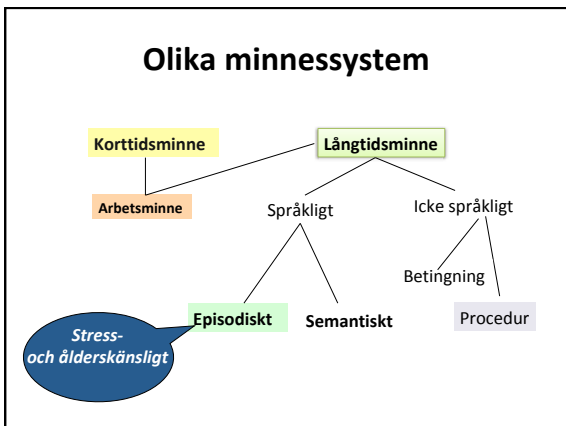 Olika minnessystem
Korttidsminne
Långtidsminne
Arbetsminne
Språkligt
Icke språkligt
Betingning
Episodiskt
Semantiskt
Procedur
Stress-
och ålderskänsligt